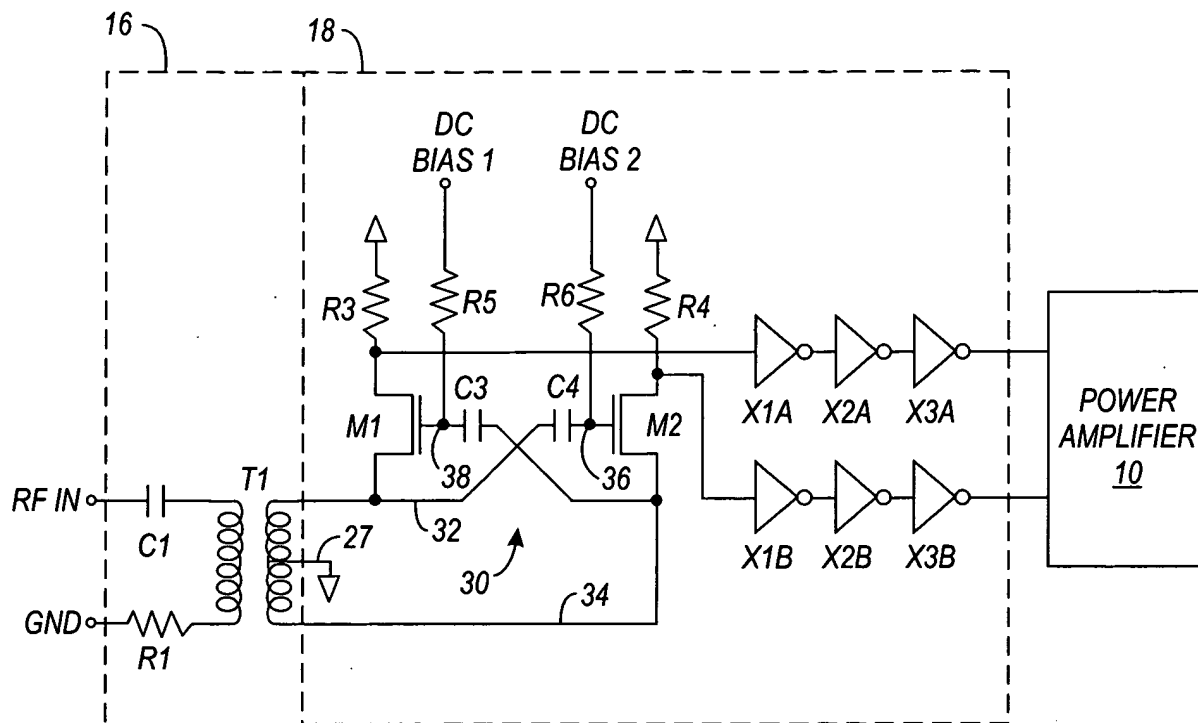 16
18
DC
BIAS 1
DC
BIAS 2
R3
R5
R6
R4
C3
C4
M1
M2
38
36
X1A
X2A
X3A
POWER
AMPLIFIER
10
T1
RF IN
C1
32
27
30
X1B
X2B
X3B
34
GND
R1